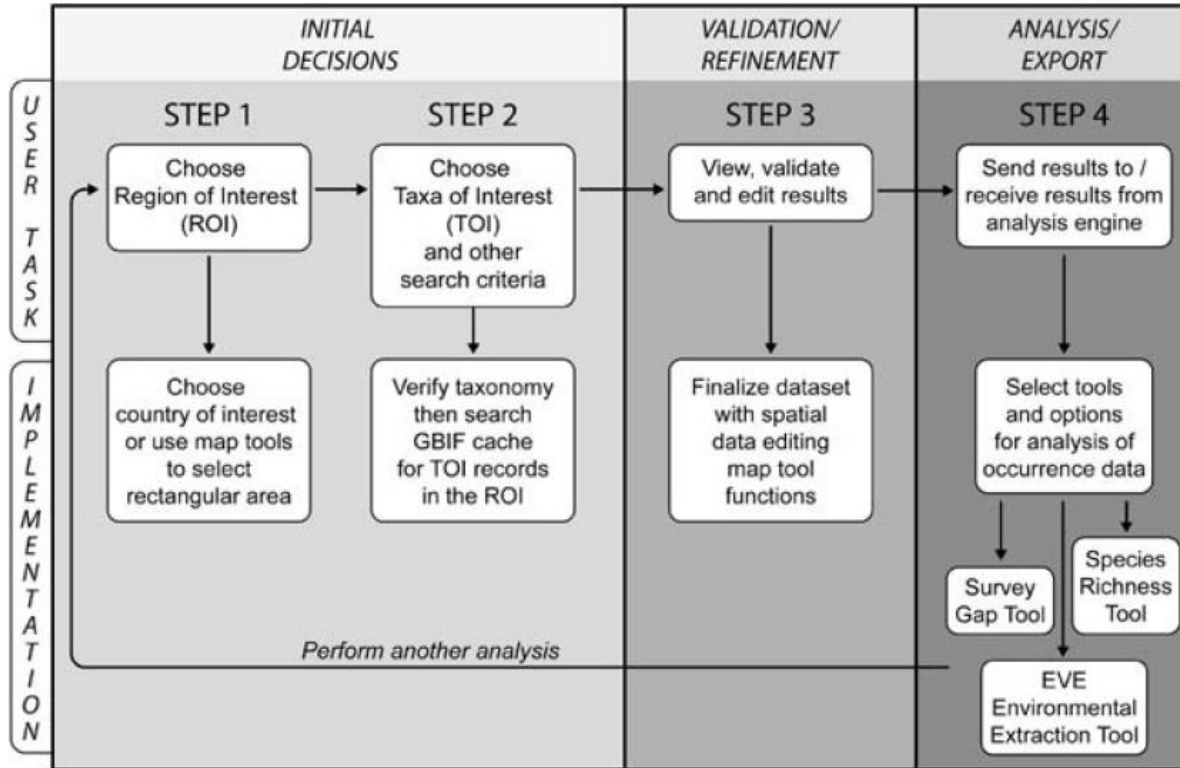 INITIAL
DECISIONS
VALIDATION/
REFINEMENT
ANALYSIS/
EXPORT
USER TASK
STEP 1
STEP 2
STEP 3
STEP 4
Choose
Region of Interest
(ROI)
Choose
Taxa of Interest
(TOI)
and other
search criteria
View, validate
and edit results
Send results to /
receive results from
analysis engine
IMPLEMENTATION
Choose
country of interest
or use map tools
to select
rectangular area
Verify taxonomy
then search
GBIF cache
for TOI records
in the ROI
Finalize dataset
with spatial
data editing
map tool
functions
Select tools
and options
for analysis of
occurrence data
Survey
Gap Tool
Species
Richness
Tool
Perform another analysis
EVE
Environmental
Extraction Tool